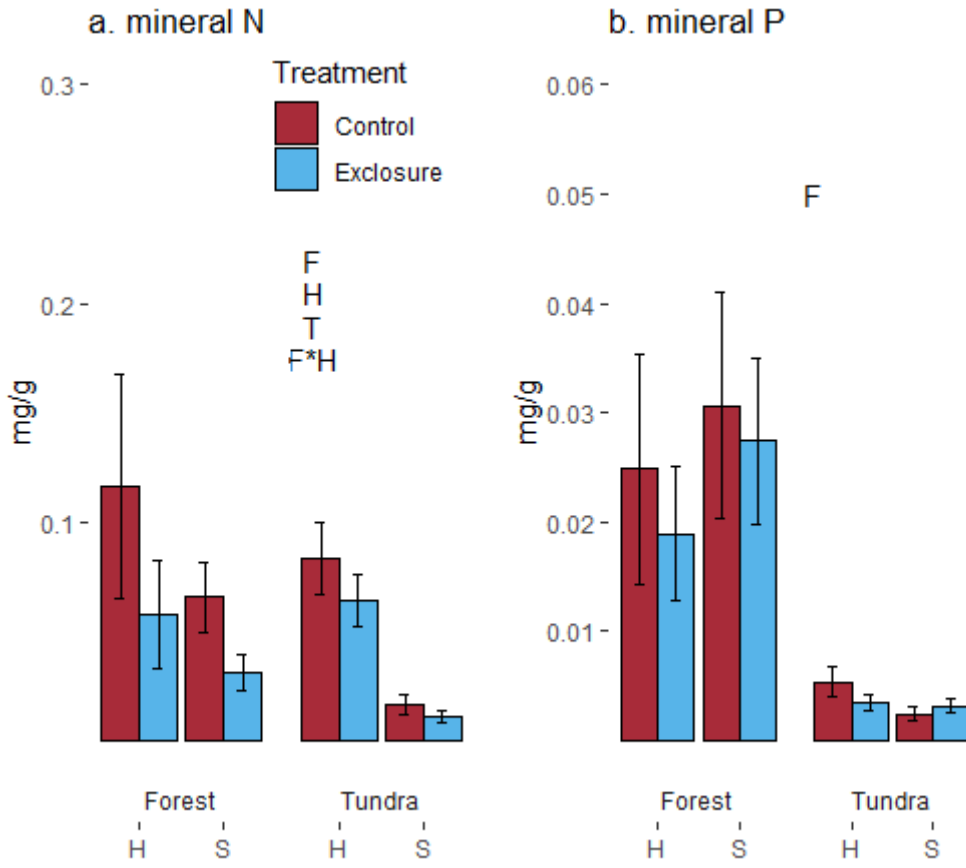 a. mineral N
Treatment
Control
Exclosure
0.3
0.2
0.1
mg/g
F
H
T
F*H
Forest
Tundra
H
S
H
S
b. mineral P
0.06
0.05
0.04
0.03
0.02
0.01
mg/g
F
Forest
Tundra
H
S
H
S